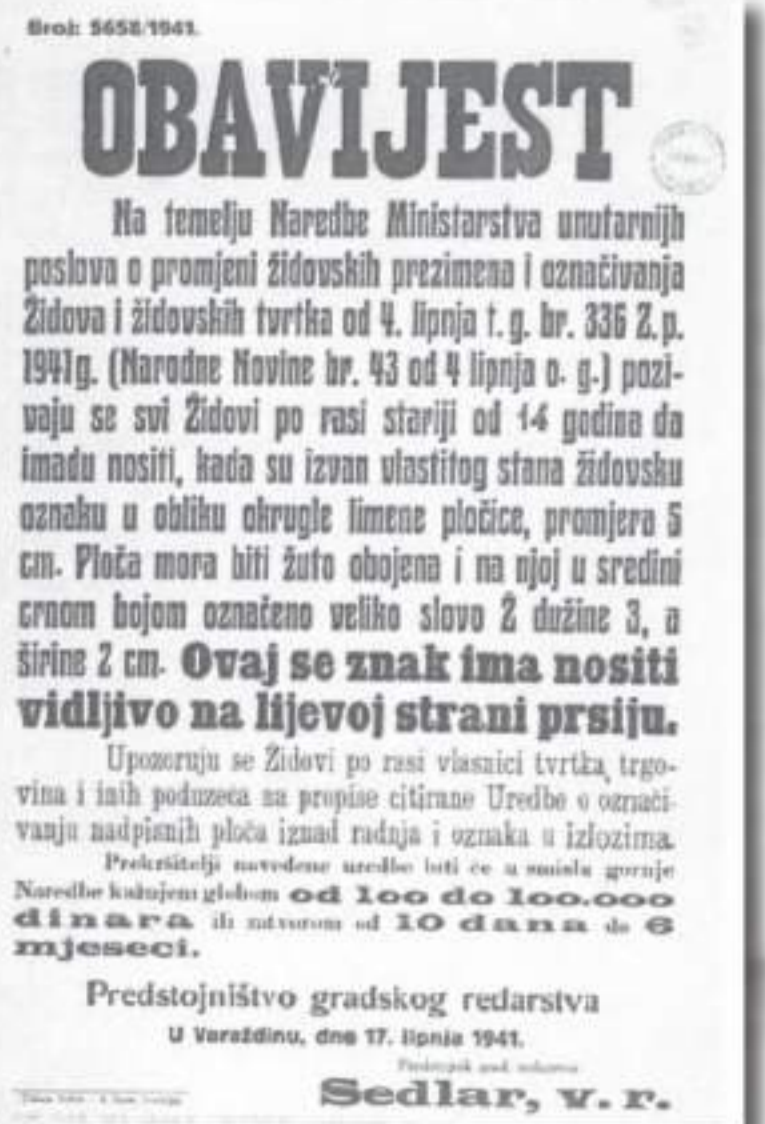 Broj: 5658/1941.
OBAVIJEST
Na temelju Naredbe Ministarstva unutarnjih
poslova o promjeni židovskih prezimena i označivanja
Židova i židovskih tvrtka od 4. lipnja t. g. br. 336 Z. p.
1941 g. (Narodne Novine br. 43 od 4 lipnja o. g.) pozi-
vaju se svi Židovi po rasi stariji od 14 godina da
imadu nositi, kada su izvan vlastitog stana židovsku
oznaku u obliku okrugle limene pločice, promjera 5
cm. Ploča mora biti žuto obojena i na njoj u sredini
crnom bojom označeno veliko slovo Ž dužine 3, a
širine 2 cm. Ovaj se znak ima nositi
vidljivo na lijevoj strani prsiju.
Upozoruju se Židovi po rasi vlasnici tvrtka, trgo-
vina i inih poduzeca na propise citirane Uredbe o označi-
vanju nadpisnih ploča iznad radnja i oznaka u izlozima.
Prekršitelji navedene uredbe biti će u smislu gornje
Naredbe kažnjeni globom od 100 do 100.000
dinara ili zatvorom od 10 dana do 6
mjeseci.
Predstojništvo gradskog redarstva
U Varaždinu, dne 17. lipnja 1941.
Predstojnik grad. redarstva
Sedlar, v. r.